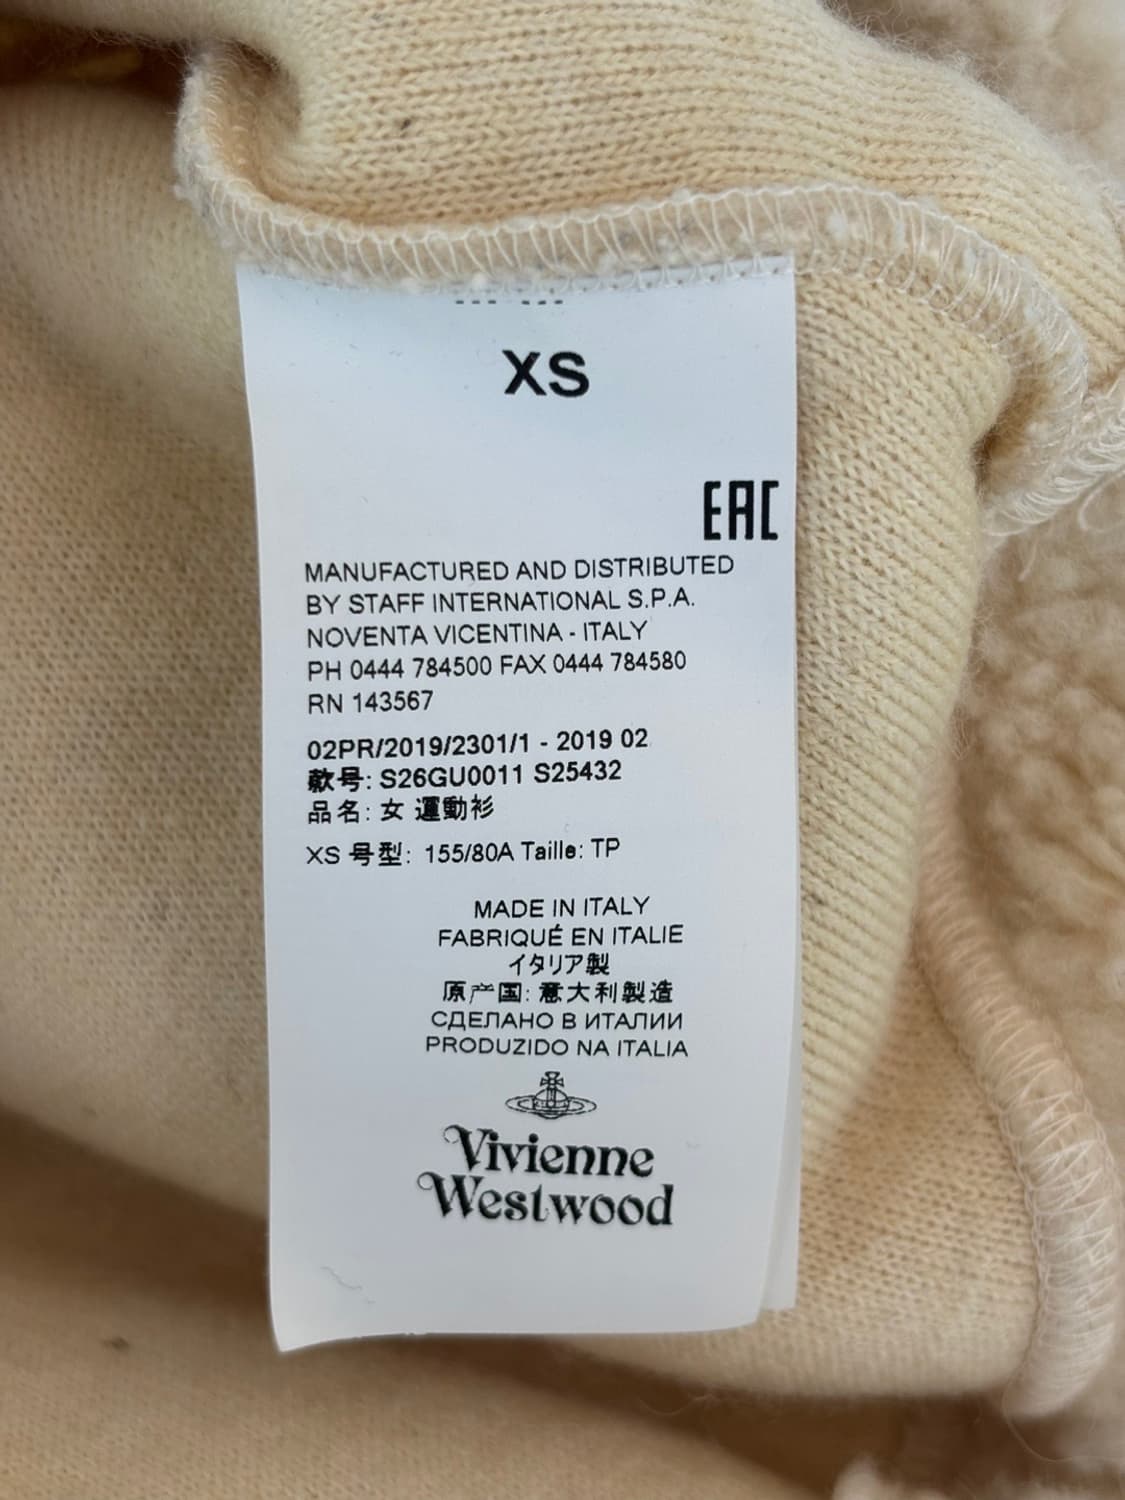 XS
EAC
MANUFACTURED AND DISTRIBUTED
BY STAFF INTERNATIONAL S.P.A.
NOVENTA VICENTINA - ITALY
PH 0444 784500 FAX 0444 784580
RN 143567
02PR/2019/2301/1 - 2019 02
款号: S26GU0011 S25432
品名: 女 運動衫
XS 号型: 155/80A Taille: TP
MADE IN ITALY
FABRIQUÉ EN ITALIE
イタリア製
原产国: 意大利製造
СДЕЛАНО В ИТАЛИИ
PRODUZIDO NA ITALIA
Vivienne
Westwood